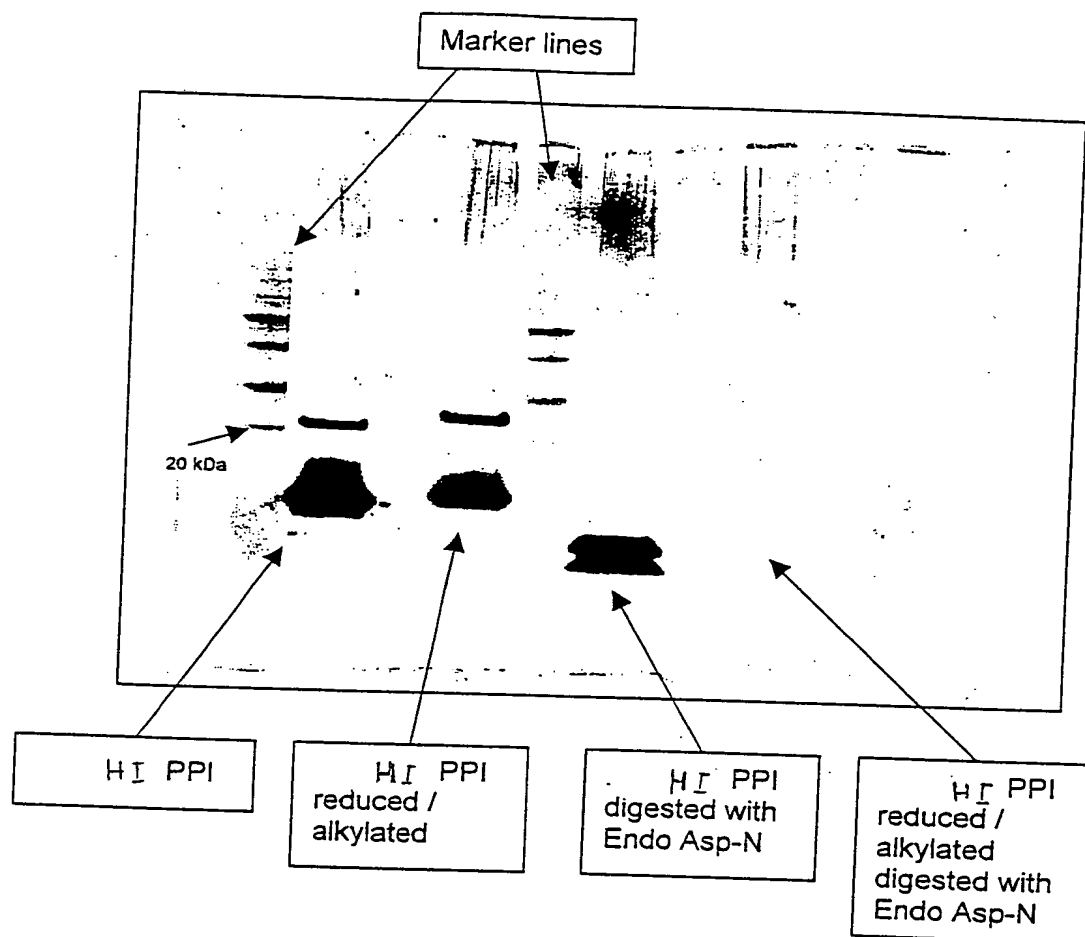 Marker lines
20 kDa
HI PPI
HI PPI
reduced /
alkylated
HI PPI
digested with
Endo Asp-N
HI PPI
reduced /
alkylated
digested with
Endo Asp-N